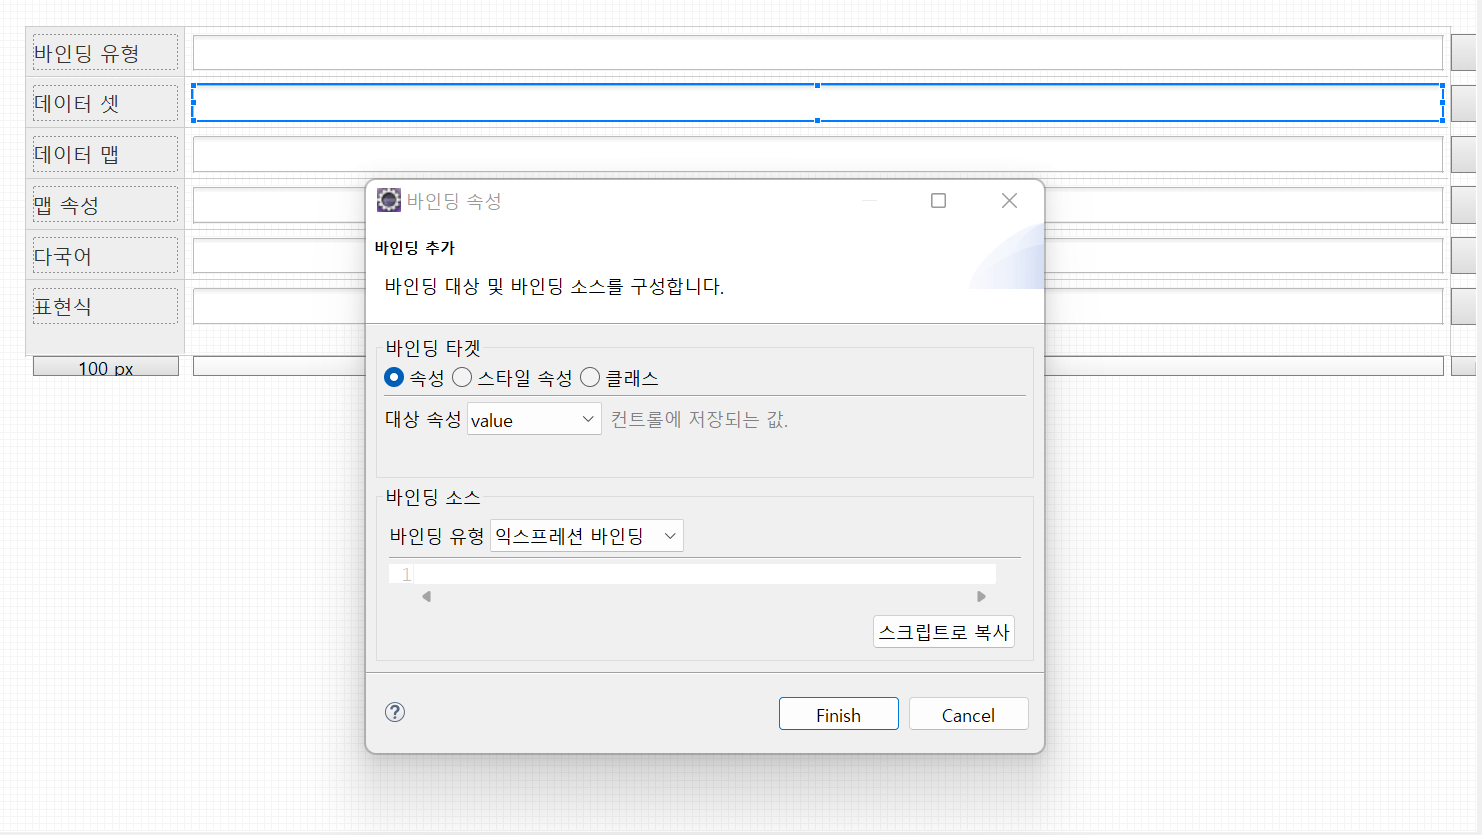 바인딩 유형
데이터 셋
데이터 맵
맵 속성
다국어
표현식
100 px
바인딩 속성
바인딩 추가
바인딩 대상 및 바인딩 소스를 구성합니다.
바인딩 타겟
속성 스타일 속성 클래스
대상 속성 value 컨트롤에 저장되는 값.
바인딩 소스
바인딩 유형 익스프레션 바인딩
1
스크립트로 복사
? Finish Cancel